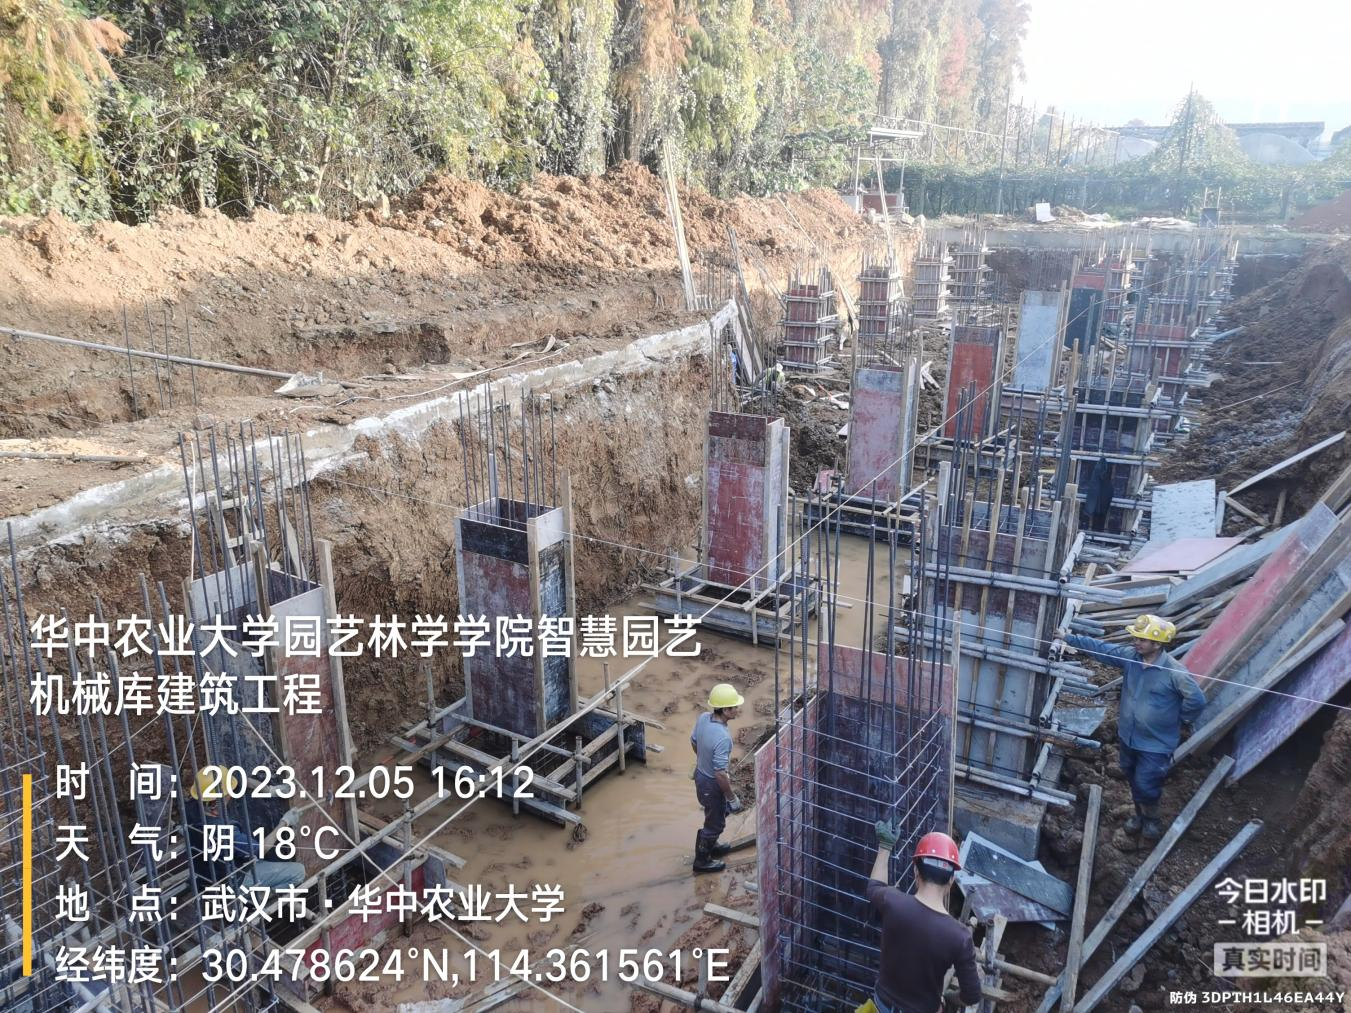 华中农业大学园艺林学学院智慧园艺
机械库建筑工程
时 间：2023.12.05 16:12
天 气：阴 18℃
地 点：武汉市·华中农业大学
经纬度：30.478624°N,114.361561°E
今日水印
相机
真实时间
防伪 3DPTH1L46EA44Y